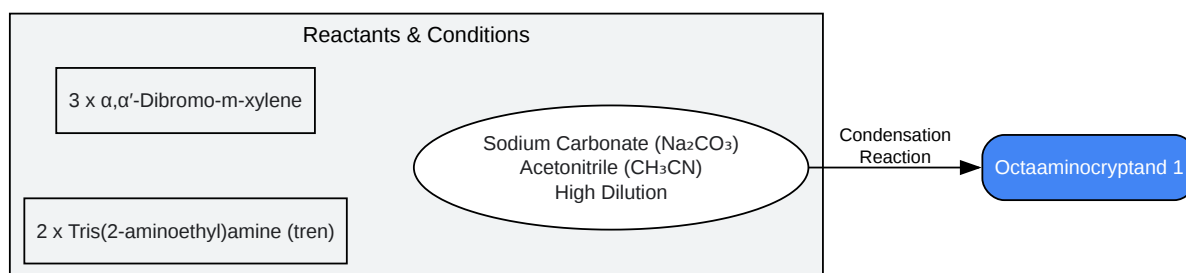 Reactants & Conditions
3 x α,α′-Dibromo-m-xylene
Sodium Carbonate (Na₂CO₃)
Acetonitrile (CH₃CN)
High Dilution
Condensation
Reaction
Octaaminocryptand 1
2 x Tris(2-aminoethyl)amine (tren)